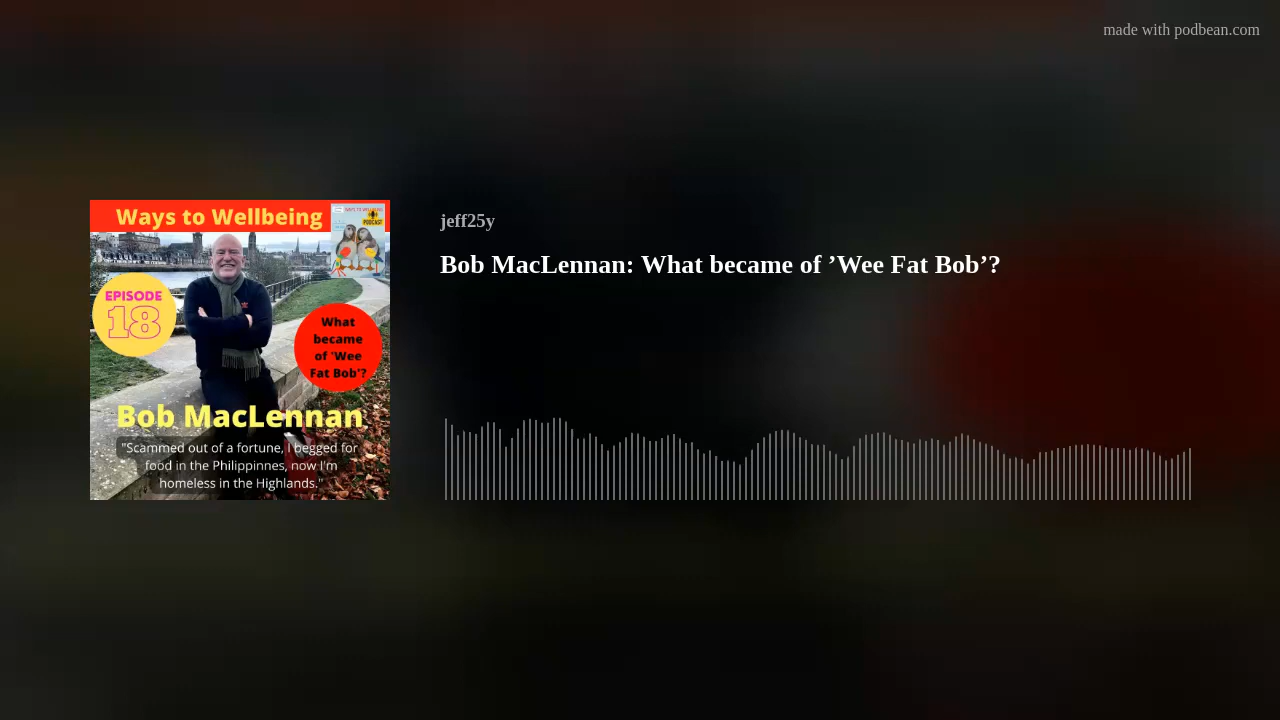 made with podbean.com
Ways to Wellbeing
PODCAST
EPISODE
18
What
became
of 'Wee
Fat Bob'?
Bob MacLennan
"Scammed out of a fortune, I begged for
food in the Philippinnes, now I'm
homeless in the Highlands."
jeff25y
Bob MacLennan: What became of ’Wee Fat Bob’?